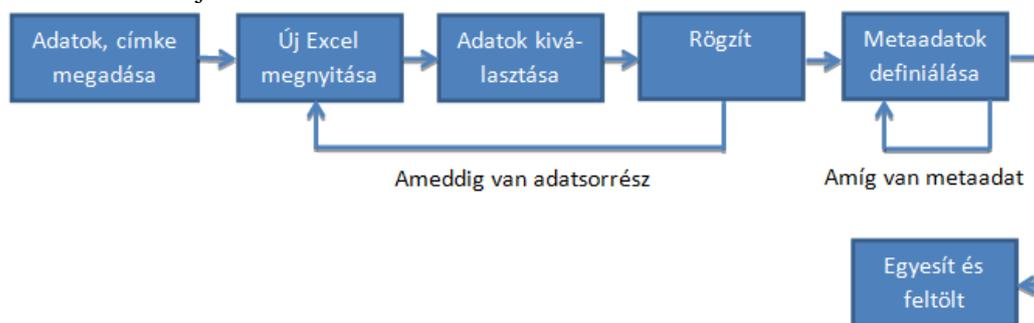 Adatok, címke
megadása
Új Excel
megnyitása
Adatok kivá-
lasztása
Rögzít
Metaadatok
definiálása
Ameddig van adatsorrész
Amíg van metaadat
Egyesít és
feltölt